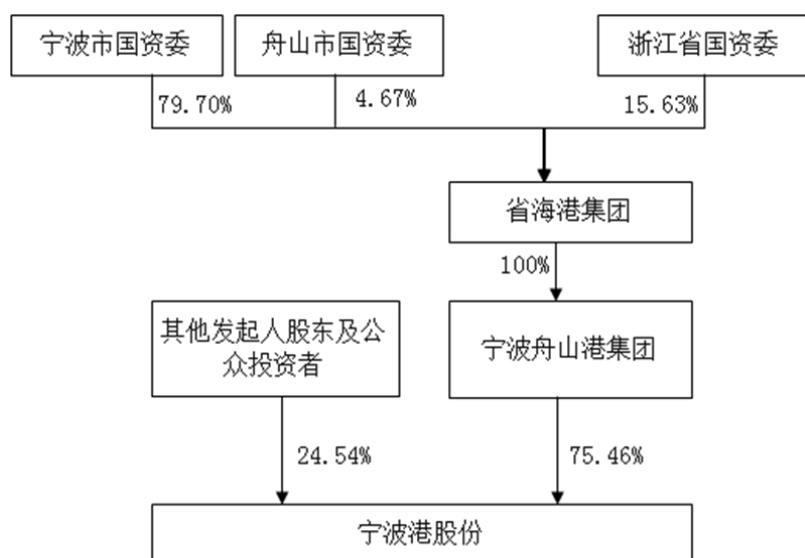 宁波市国资委
舟山市国资委
浙江省国资委
79.70%
4.67%
15.63%
省海港集团
100%
其他发起人股东及公
众投资者
宁波舟山港集团
24.54%
75.46%
宁波港股份